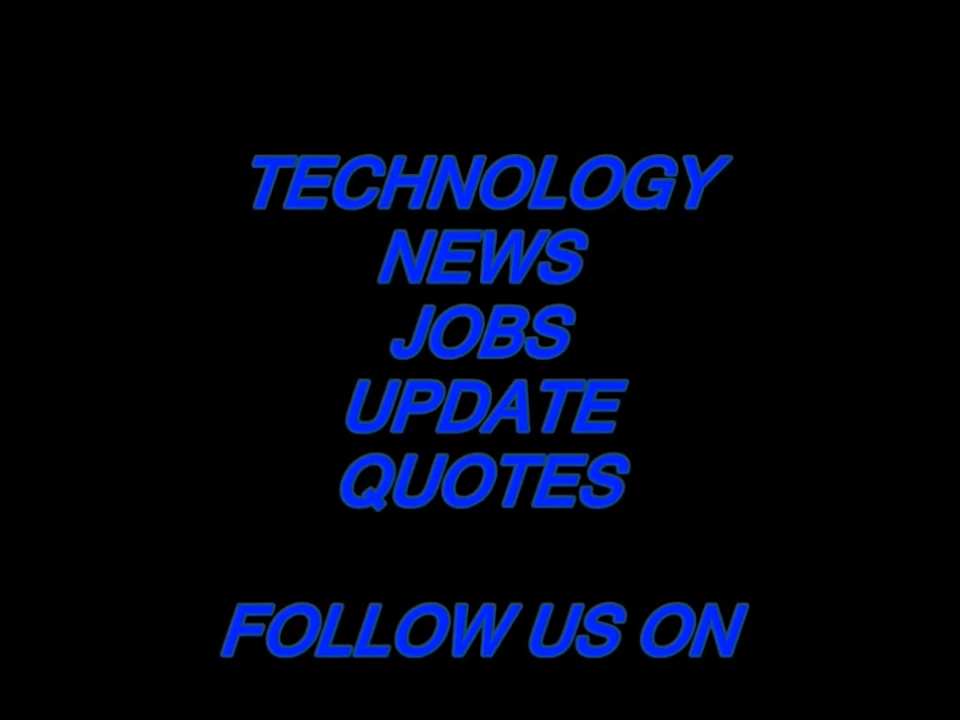 TECHNOLOGY
NEWS
JOBS
UPDATE
QUOTES
FOLLOW US ON